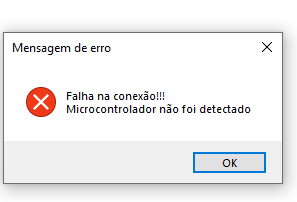 Mensagem de erro
Falha na conexão!!!
Microcontrolador não foi detectado
OK